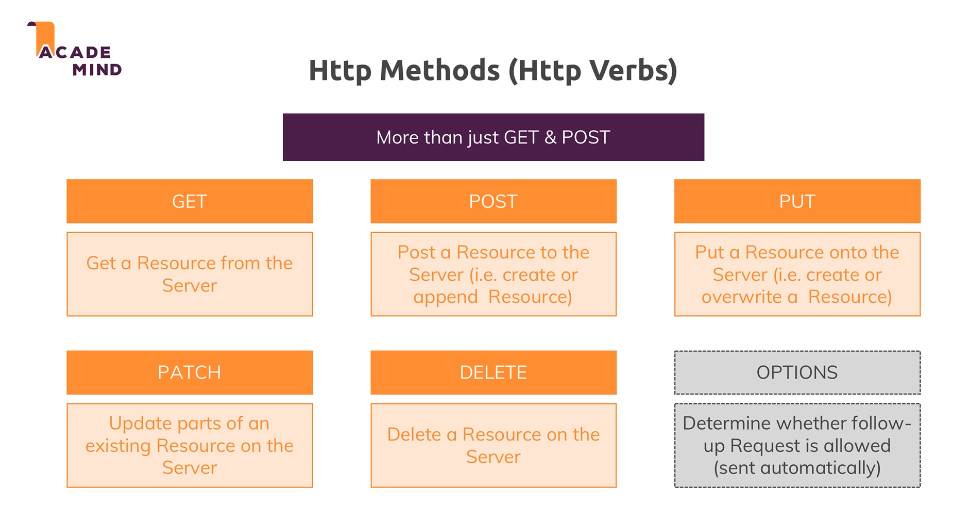 ACADE
MIND
Http Methods (Http Verbs)
More than just GET & POST
GET
Get a Resource from the
Server
POST
Post a Resource to the
Server (i.e. create or
append Resource)
PUT
Put a Resource onto the
Server (i.e. create or
overwrite a Resource)
PATCH
Update parts of an
existing Resource on the
Server
DELETE
Delete a Resource on the
Server
OPTIONS
Determine whether follow-
up Request is allowed
(sent automatically)